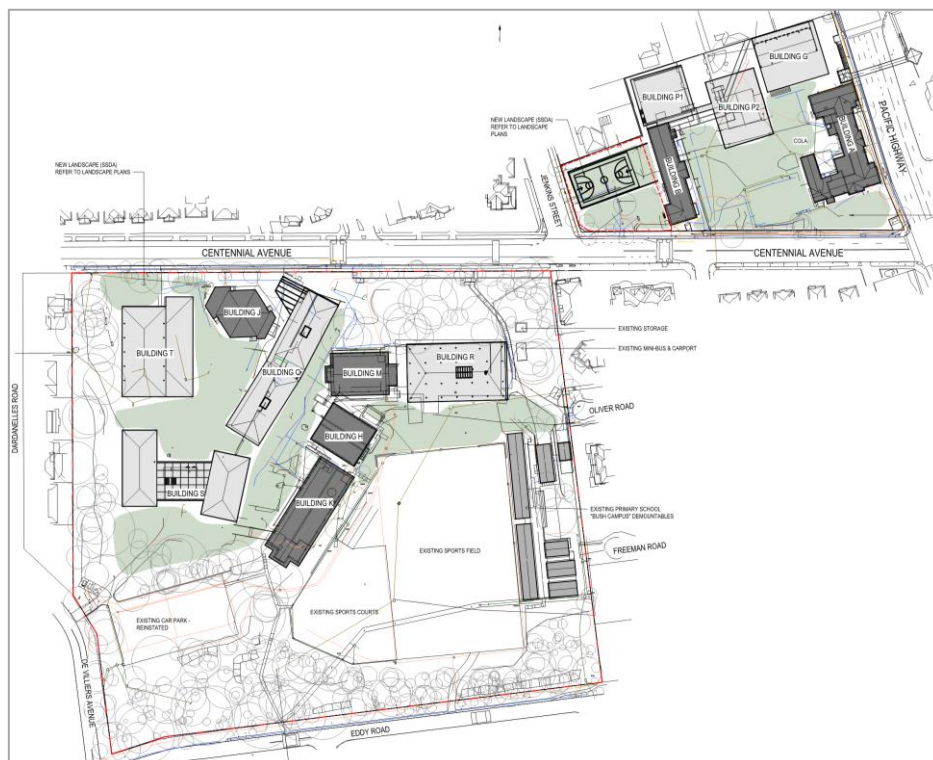 BUILDING G
BUILDING P1
BUILDING P2
BUILDING A
BUILDING B
COLA
PACIFIC HIGHWAY
NEW LANDSCAPE (SSDA)
REFER TO LANDSCAPE
PLANS
JENKINS STREET
NEW LANDSCAPE (SSDA)
REFER TO LANDSCAPE PLANS
CENTENNIAL AVENUE
CENTENNIAL AVENUE
BUILDING J
BUILDING T
BUILDING Q
BUILDING M
BUILDING R
EXISTING STORAGE
EXISTING MINI-BUS & CARPORT
OLIVER ROAD
DARDANELLES ROAD
BUILDING H
BUILDING S
BUILDING K
EXISTING PRIMARY SCHOOL
"BUSH CAMPUS" DEMOUNTABLES
FREEMAN ROAD
EXISTING SPORTS FIELD
EXISTING SPORTS COURTS
EXISTING CAR PARK -
REINSTATED
DE VILLIERS AVENUE
EDDY ROAD